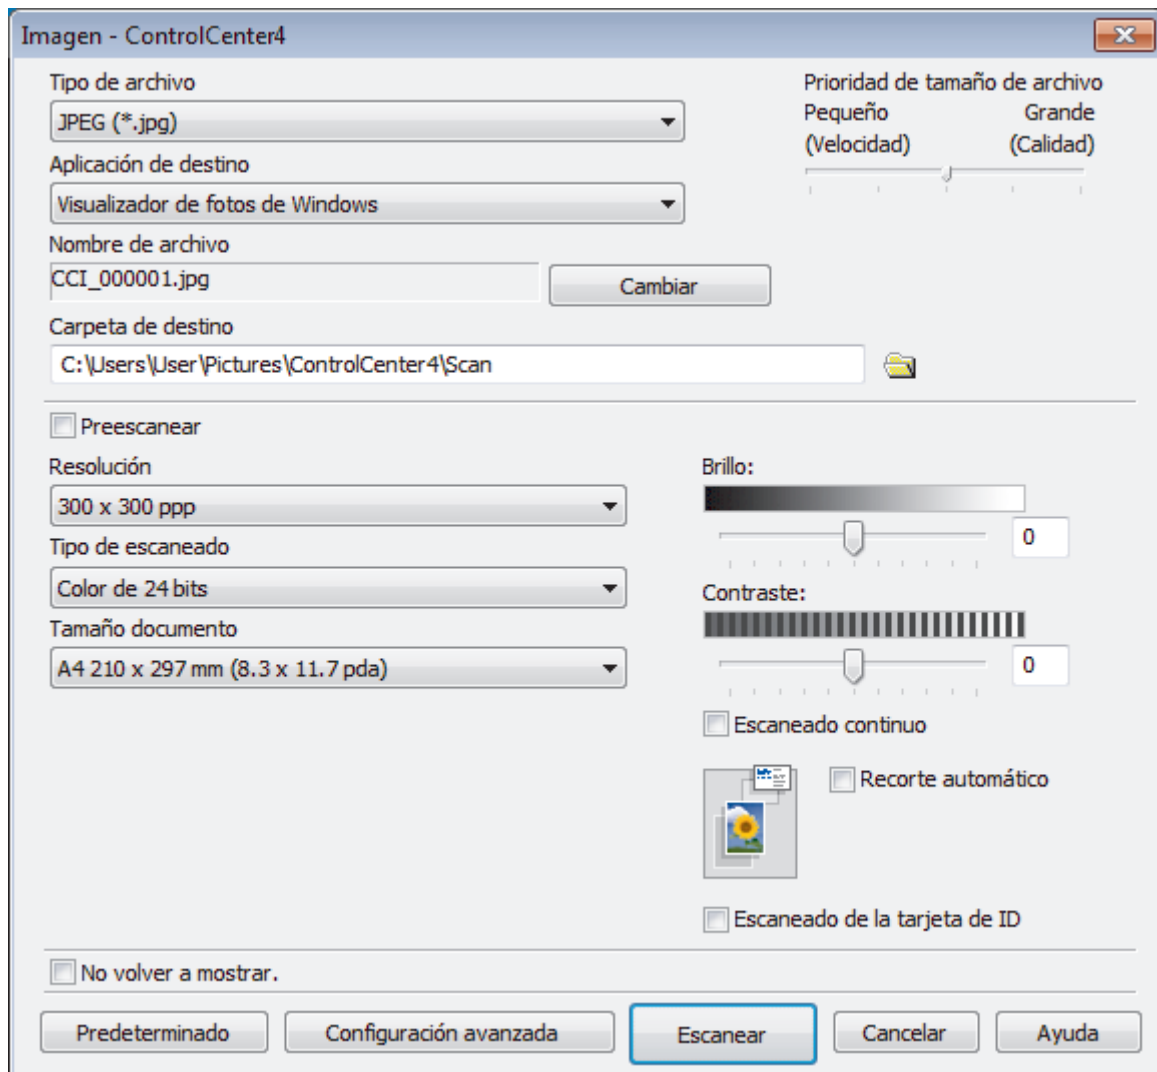 Imagen - ControlCenter4
Tipo de archivo
JPEG (*.jpg)
Prioridad de tamaño de archivo
Pequeño Grande
(Velocidad) (Calidad)
Aplicación de destino
Visualizador de fotos de Windows
Nombre de archivo
CCI_000001.jpg
Cambiar
Carpeta de destino
C:\Users\User\Pictures\ControlCenter4\Scan
Preescanear
Resolución
300 x 300 ppp
Tipo de escaneado
Color de 24 bits
Tamaño documento
A4 210 x 297 mm (8.3 x 11.7 pda)
Brillo:
0
Contraste:
0
Escaneado continuo
Recorte automático
Escaneado de la tarjeta de ID
No volver a mostrar.
Predeterminado
Configuración avanzada
Escanear
Cancelar
Ayuda